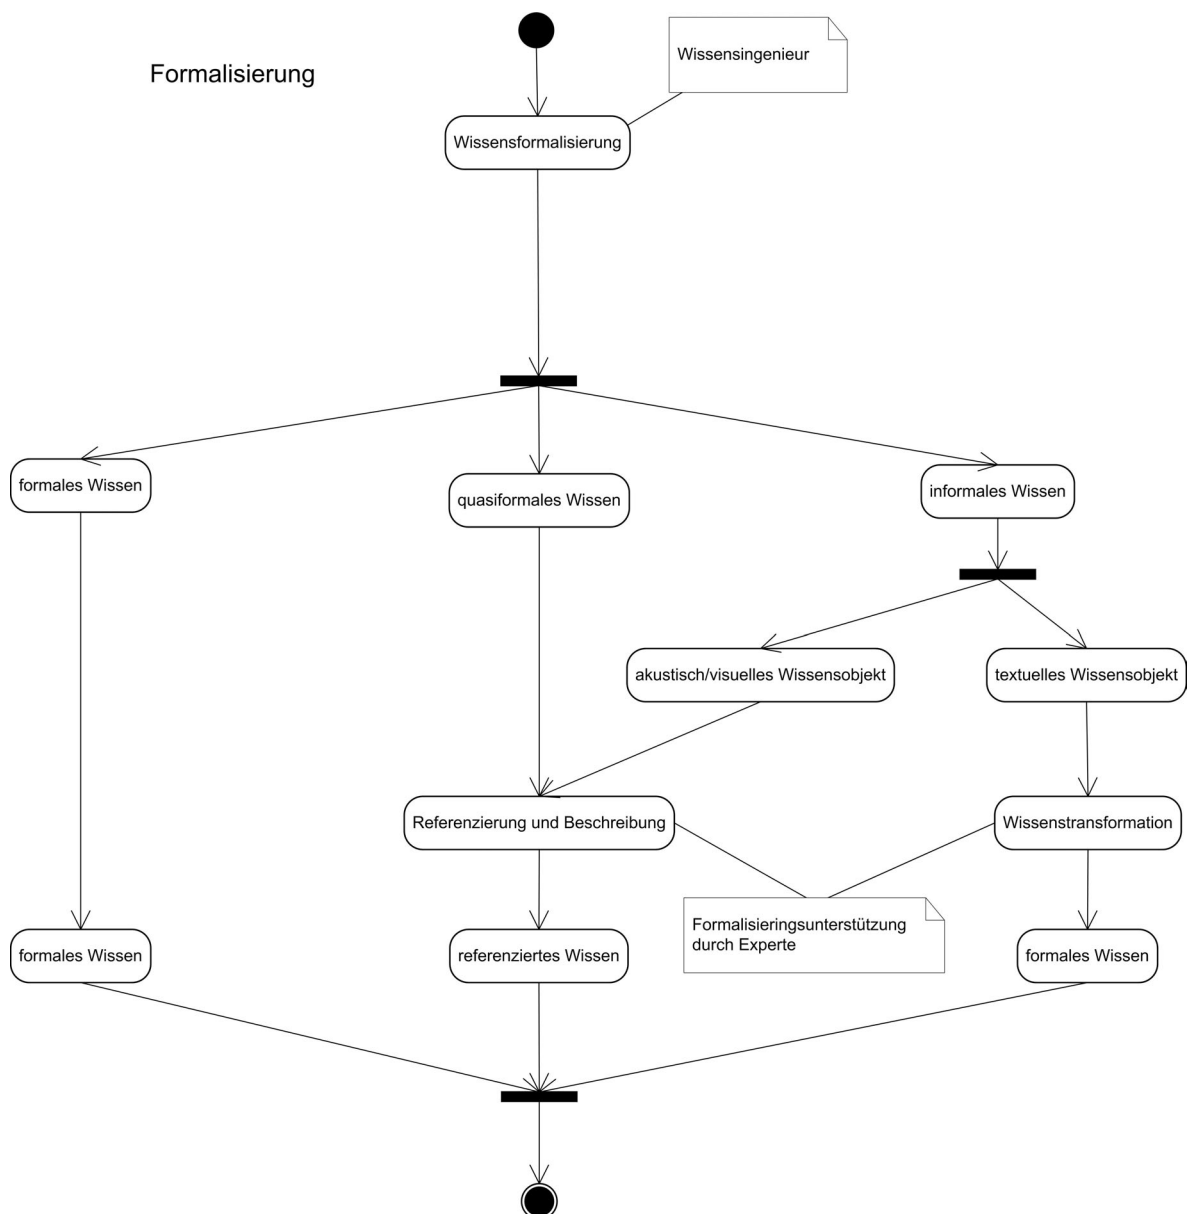 Wissensingenieur
Formalisierung
Wissensformalisierung
formales Wissen
quasiformales Wissen
informales Wissen
akustisch/visuelles Wissensobjekt
textuelles Wissensobjekt
Referenzierung und Beschreibung
Wissenstransformation
Formalisieringsunterstützung
durch Experte
formales Wissen
referenziertes Wissen
formales Wissen